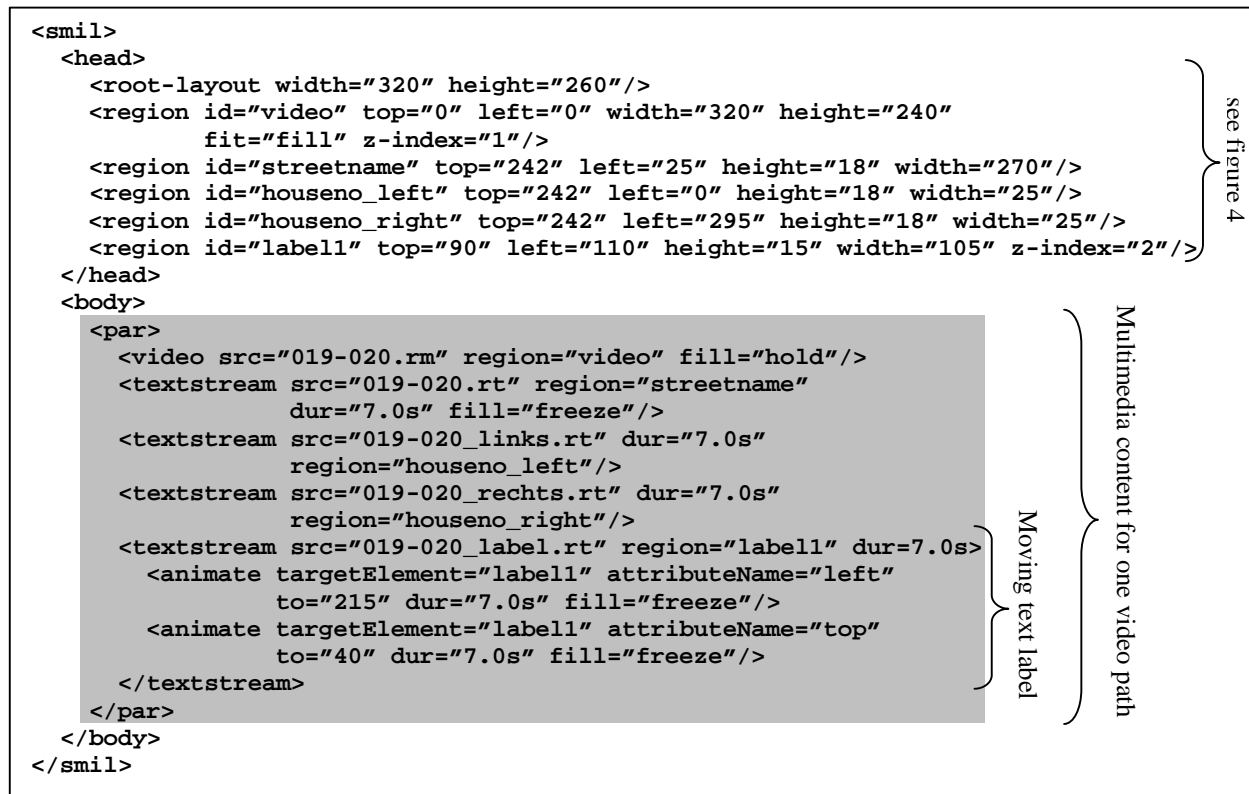 <smil>
  <head>
    <root-layout width=”320” height=”260”/>
    <region id=”video” top=”0” left=”0” width=”320” height=”240”
            fit=”fill” z-index=”1”/>
    <region id=”streetname” top=”242” left=”25” height=”18” width=”270”/>
    <region id=”houseno_left” top=”242” left=”0” height=”18” width=”25”/>
    <region id=”houseno_right” top=”242” left=”295” height=”18” width=”25”/>
    <region id=”label1” top=”90” left=”110” height=”15” width=”105” z-index=”2”/>
  </head>
see figure 4
  <body>
    <par>
      <video src=”019-020.rm” region=”video” fill=”hold”/>
      <textstream src=”019-020.rt” region=”streetname”
                  dur=”7.0s” fill=”freeze”/>
      <textstream src=”019-020_links.rt” dur=”7.0s”
                  region=”houseno_left”/>
      <textstream src=”019-020_rechts.rt” dur=”7.0s”
                  region=”houseno_right”/>
      <textstream src=”019-020_label.rt” region=”label1” dur=7.0s>
        <animate targetElement=”label1” attributeName=”left”
                 to=”215” dur=”7.0s” fill=”freeze”/>
        <animate targetElement=”label1” attributeName=”top”
                 to=”40” dur=”7.0s” fill=”freeze”/>
      </textstream>
    </par>
Moving text label
Multimedia content for one video path
  </body>
</smil>